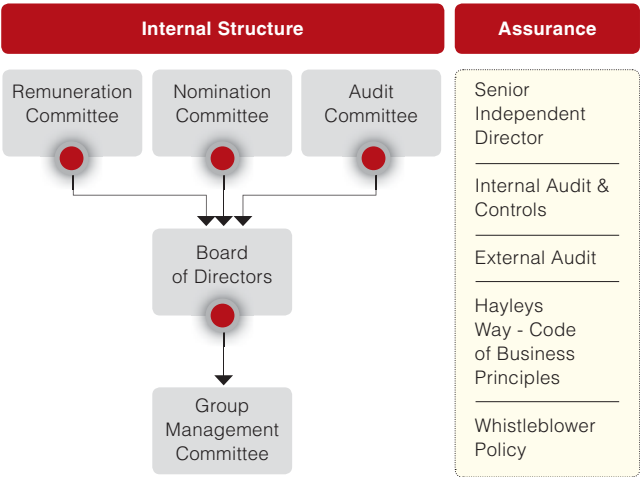 Internal Structure
Assurance
Remuneration
Committee
Nomination
Committee
Audit
Committee
Board
of Directors
Group
Management
Committee
Senior
Independent
Director
Internal Audit &
Controls
External Audit
Hayleys
Way - Code
of Business
Principles
Whistleblower
Policy